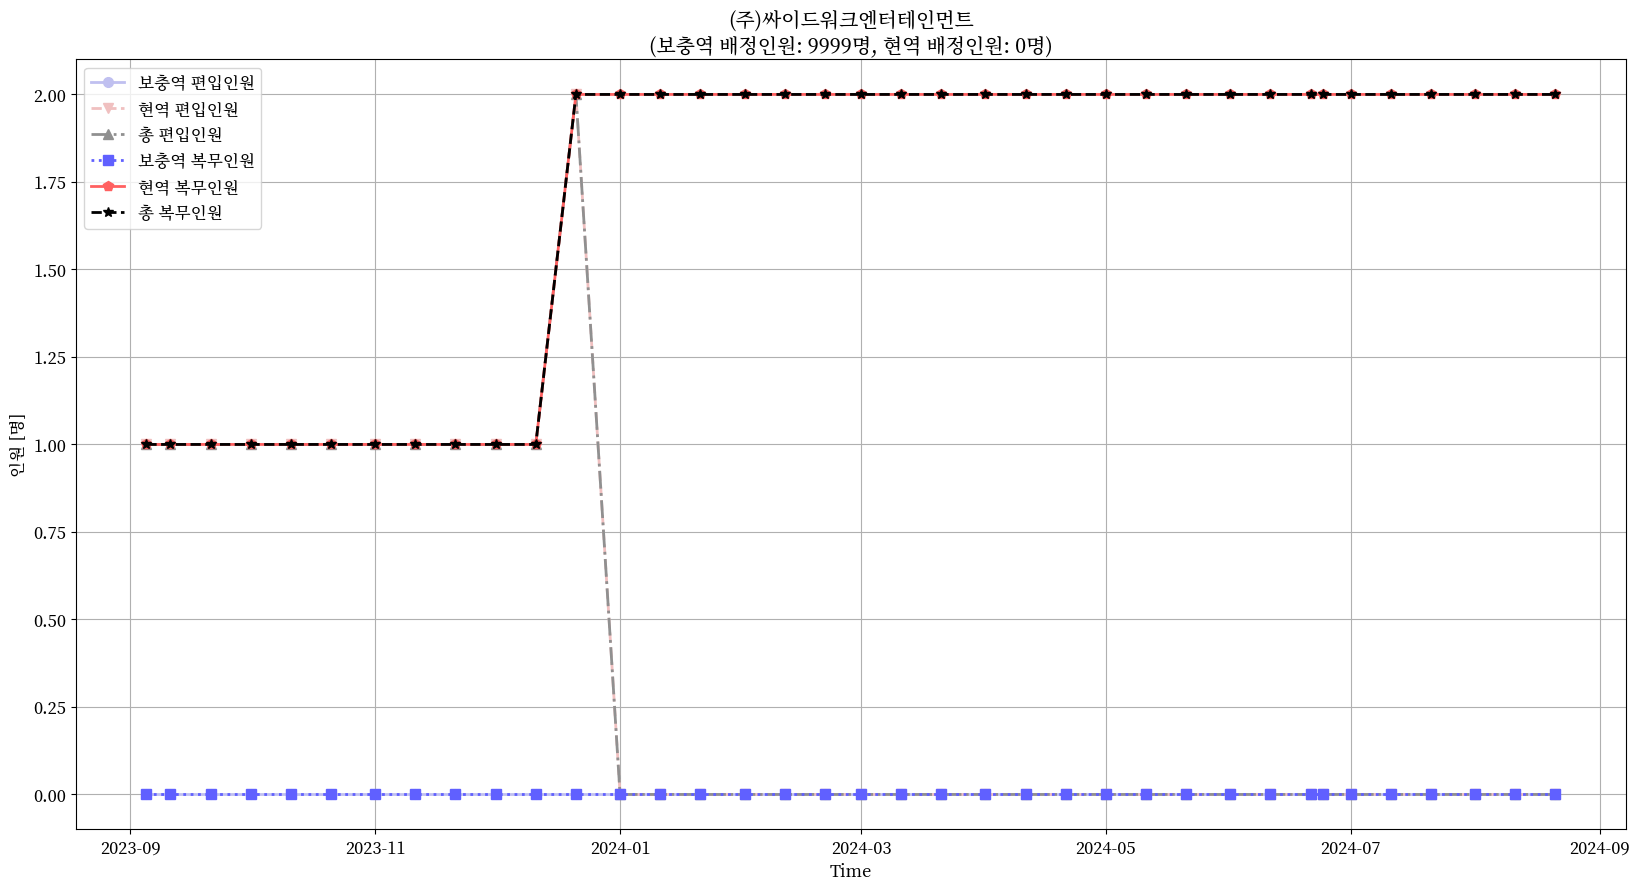 (주)싸이드워크엔터테인먼트
(보충역 배정인원: 9999명, 현역 배정인원: 0명)
보충역 편입인원
현역 편입인원
총 편입인원
보충역 복무인원
현역 복무인원
총 복무인원
2.00
1.75
1.50
1.25
1.00
0.75
0.50
0.25
0.00
인원 [명]
2023-09 2023-11 2024-01 2024-03 2024-05 2024-07 2024-09
Time